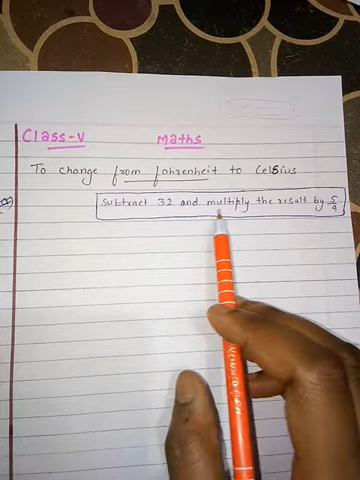 Class-V Maths
To change from fahrenheit to Celsius
Subtract 32 and multiply the result by 5/9